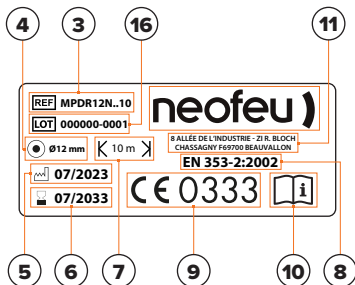 4
3
16
11
REF MPDR12N..10
LOT 000000-0001
neofeu
8 ALLÉE DE L'INDUSTRIE - ZI R. BLOCH
CHASSAGNY F69700 BEAUVALLON
Ø12 mm
10 m
EN 353-2:2002
07/2023
07/2033
CE 0333
i
5
6
7
9
10
8